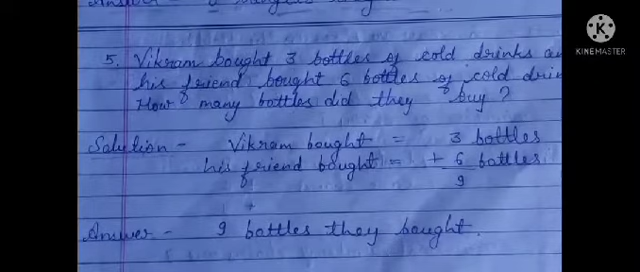 5. Vikram bought 3 bottles of cold drinks
his friend bought 6 bottles of cold
How many bottles did they buy ?
Solution - Vikram bought = 3 bottles
his friend bought = + 6 bottles
9
Answer - 9 bottles they bought.
KINEMASTER